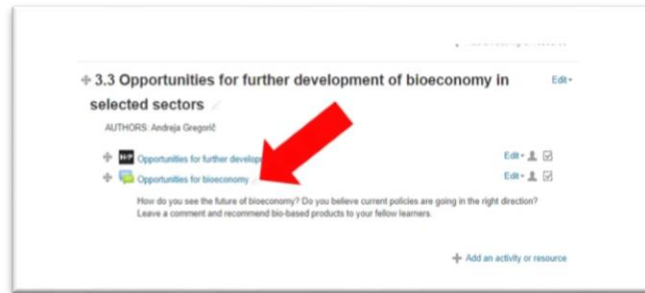 3.3 Opportunities for further development of bioeconomy in Edit
selected sectors
AUTHORS: Andreja Gregorič
H-P Opportunities for further develop Edit
Opportunities for bioeconomy Edit
How do you see the future of bioeconomy? Do you believe current policies are going in the right direction?
Leave a comment and recommend bio-based products to your fellow learners.
Add an activity or resource